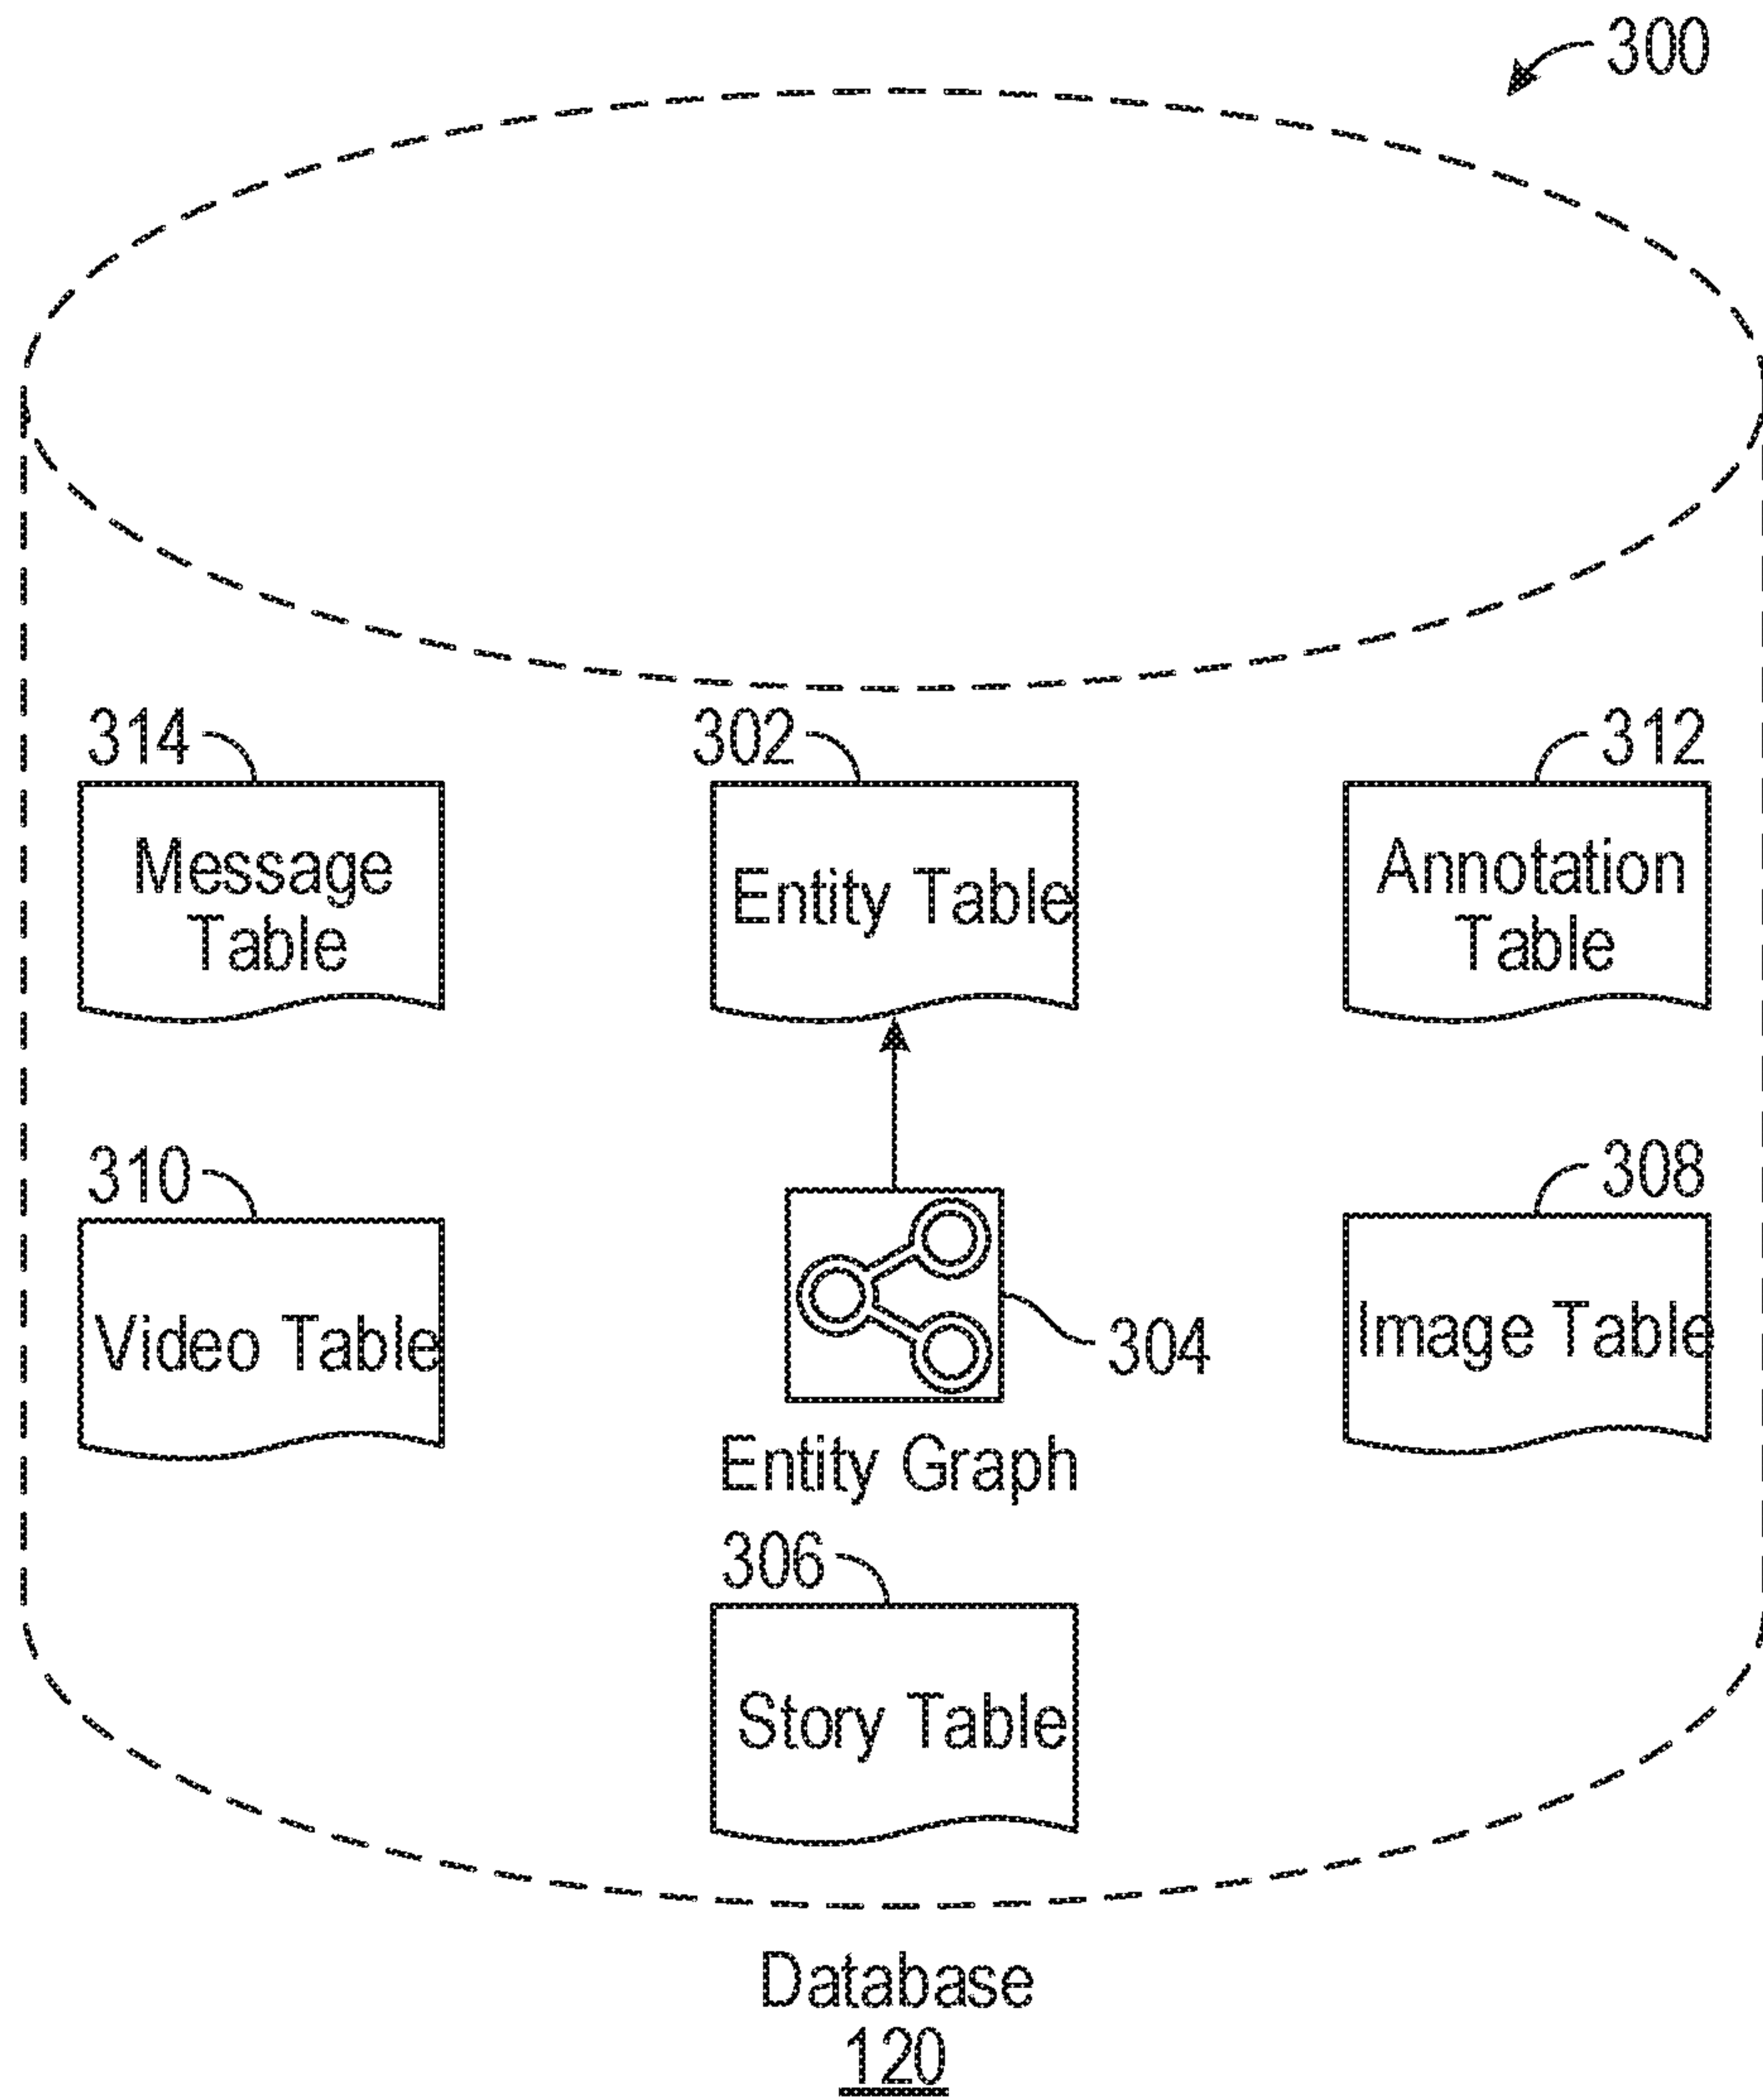 300
314
302
312
Message
Table
Entity Table
Annotation
Table
310
308
Video Table
304
Image Table
Entity Graph
306
Story Table
Database
120